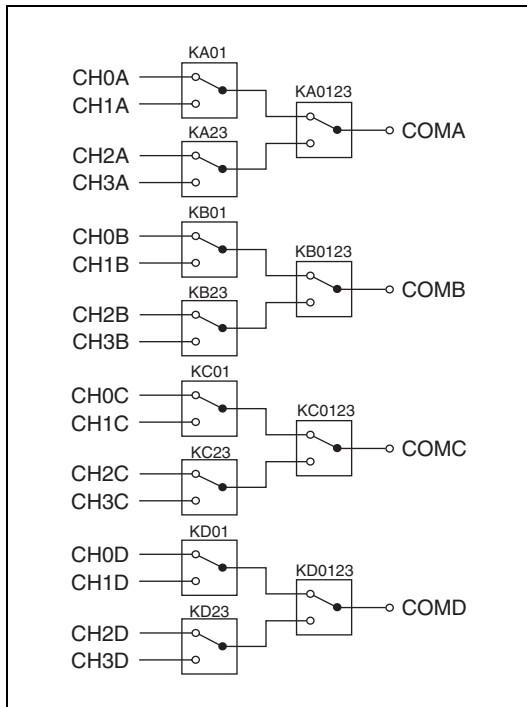 KA01
CH0A
KA0123
CH1A
COMA
CH2A
KA23
CH3A
KB01
CH0B
KB0123
CH1B
COMB
CH2B
KB23
CH3B
KC01
CH0C
KC0123
CH1C
COMC
CH2C
KC23
CH3C
KD01
CH0D
KD0123
CH1D
COMD
CH2D
KD23
CH3D